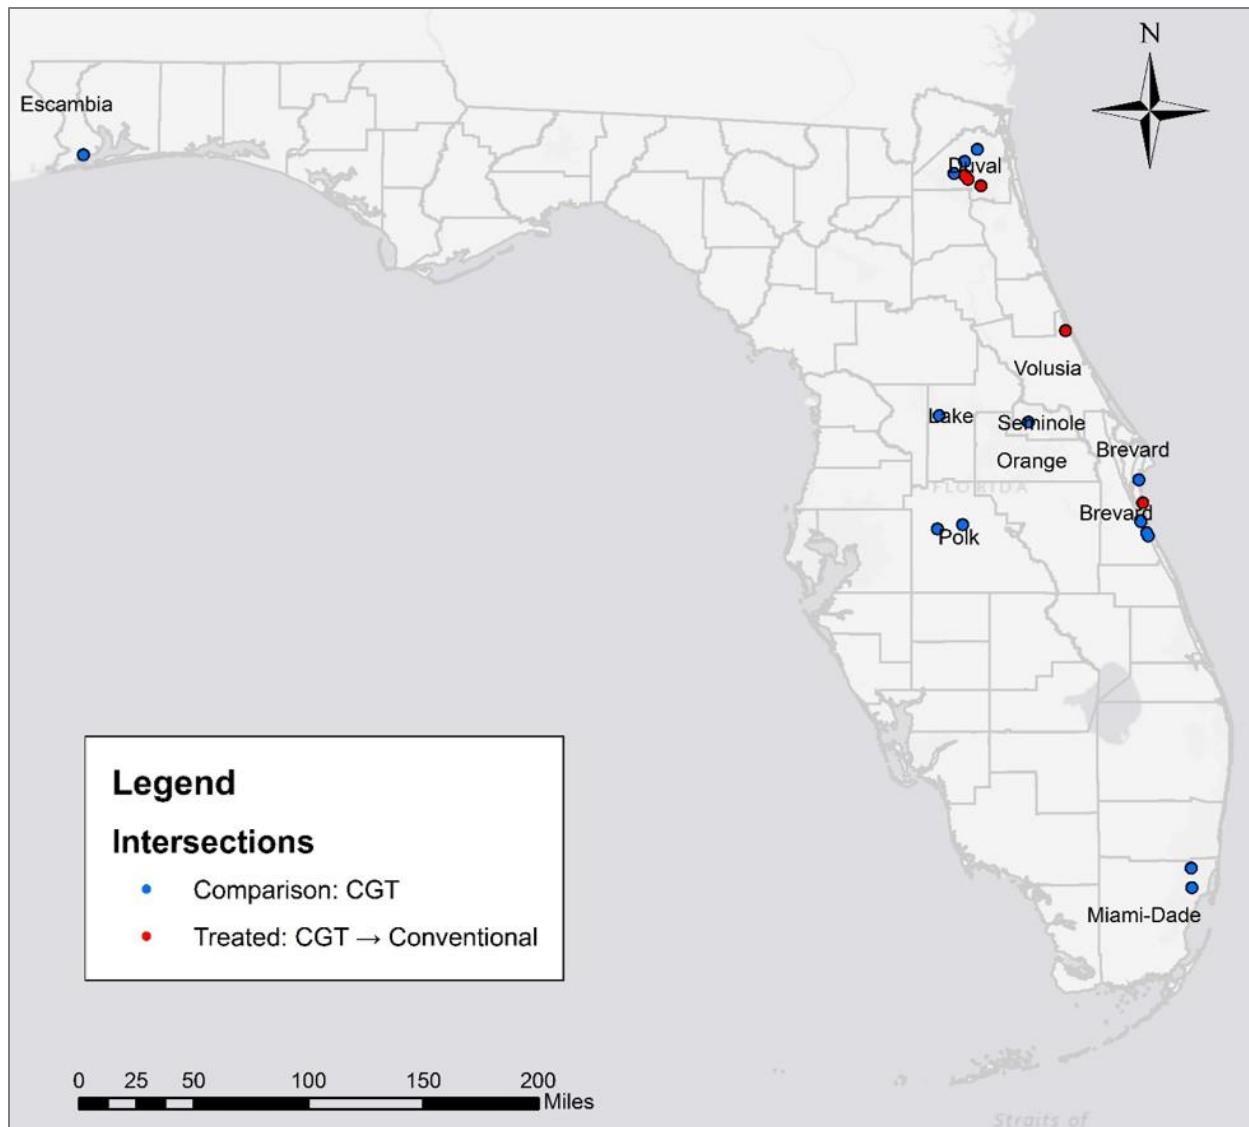 N
Escambia
Duval
Volusia
Lake
Seminole
Brevard
Orange
FLORIDA
Brevard
Polk
Legend
Intersections
Comparison: CGT
Treated: CGT → Conventional
Miami-Dade
0 25 50 100 150 200
Miles
Straits of